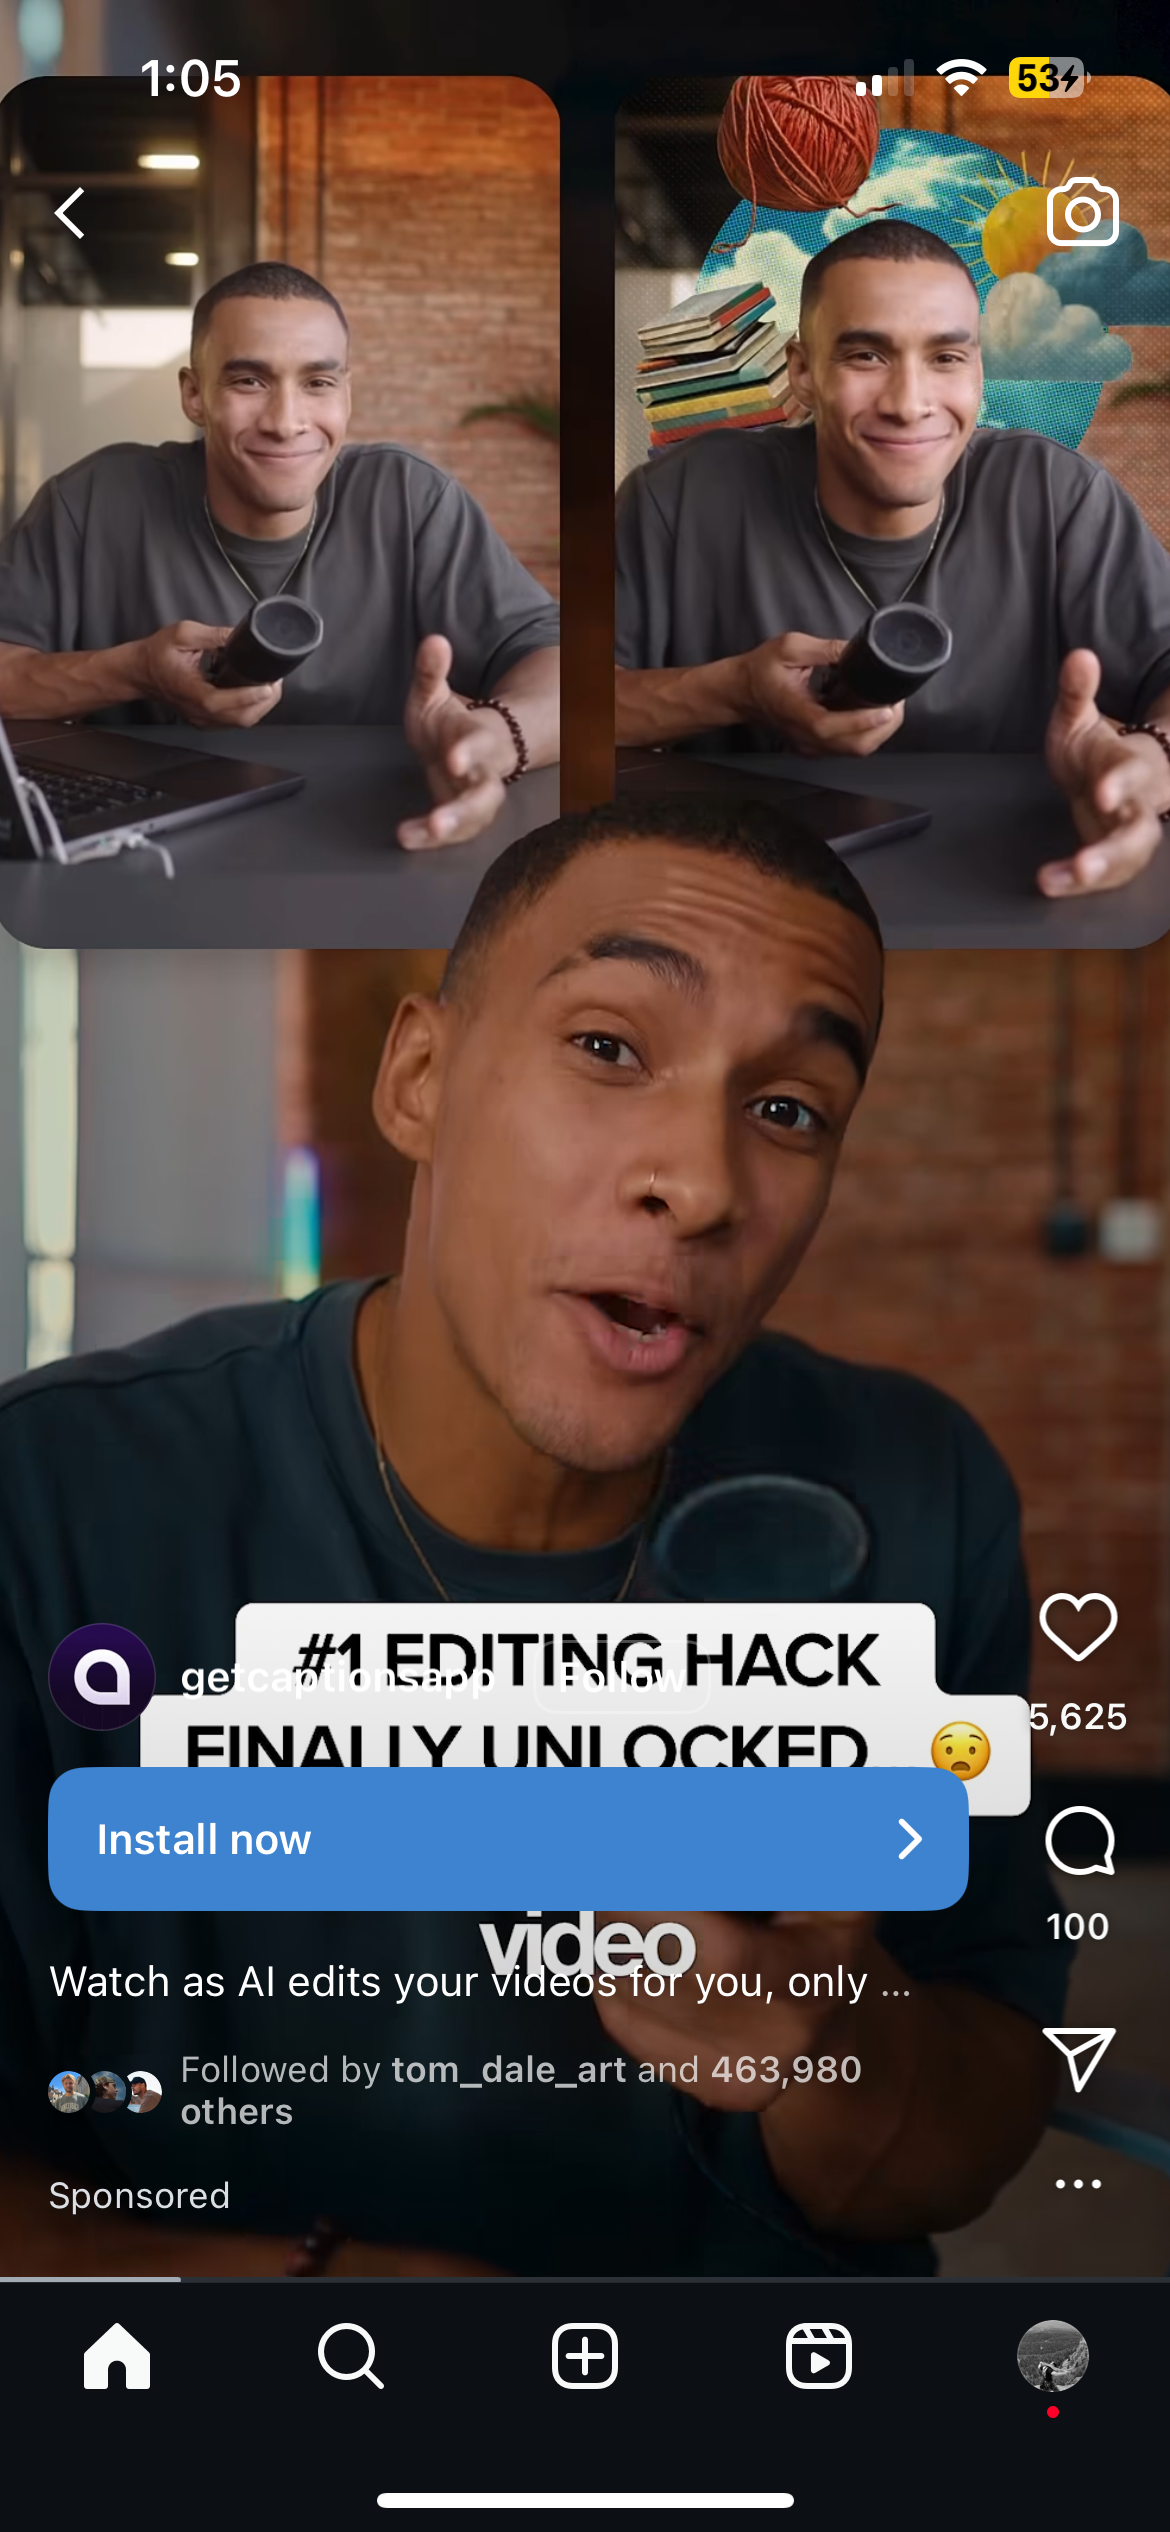 1:05
53
#1 EDITING HACK
getcaptionsapp
Follow
FINALLY UNLOCKED... 😟
5,625
Install now
100
video
Watch as AI edits your videos for you, only ...
Followed by tom_dale_art and 463,980
others
Sponsored